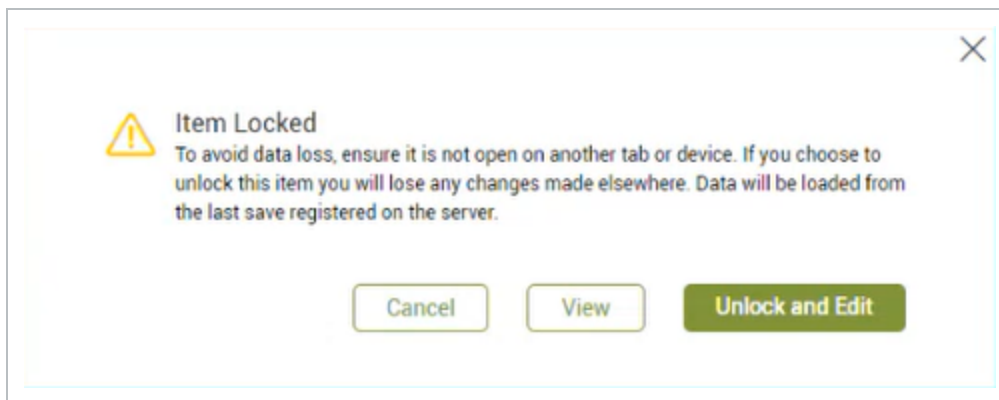 Item Locked
To avoid data loss, ensure it is not open on another tab or device. If you choose to
unlock this item you will lose any changes made elsewhere. Data will be loaded from
the last save registered on the server.
Cancel
View
Unlock and Edit